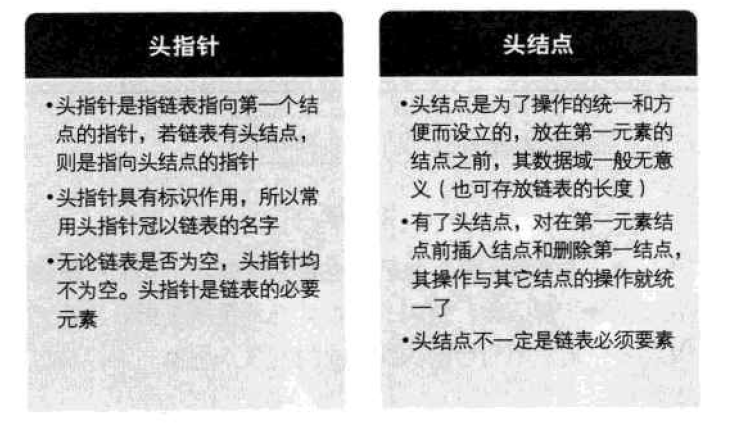 头指针
•头指针是指链表指向第一个结
点的指针，若链表有头结点，
则是指向头结点的指针
•头指针具有标识作用，所以常
用头指针冠以链表的名字
•无论链表是否为空，头指针均
不为空。头指针是链表的必要
元素
头结点
•头结点是为了操作的统一和方
便而设立的，放在第一元素的
结点之前，其数据域一般无意
义（也可存放链表的长度）
•有了头结点，对在第一元素结
点前插入结点和删除第一结点，
其操作与其它结点的操作就统
一了
•头结点不一定是链表必须要素